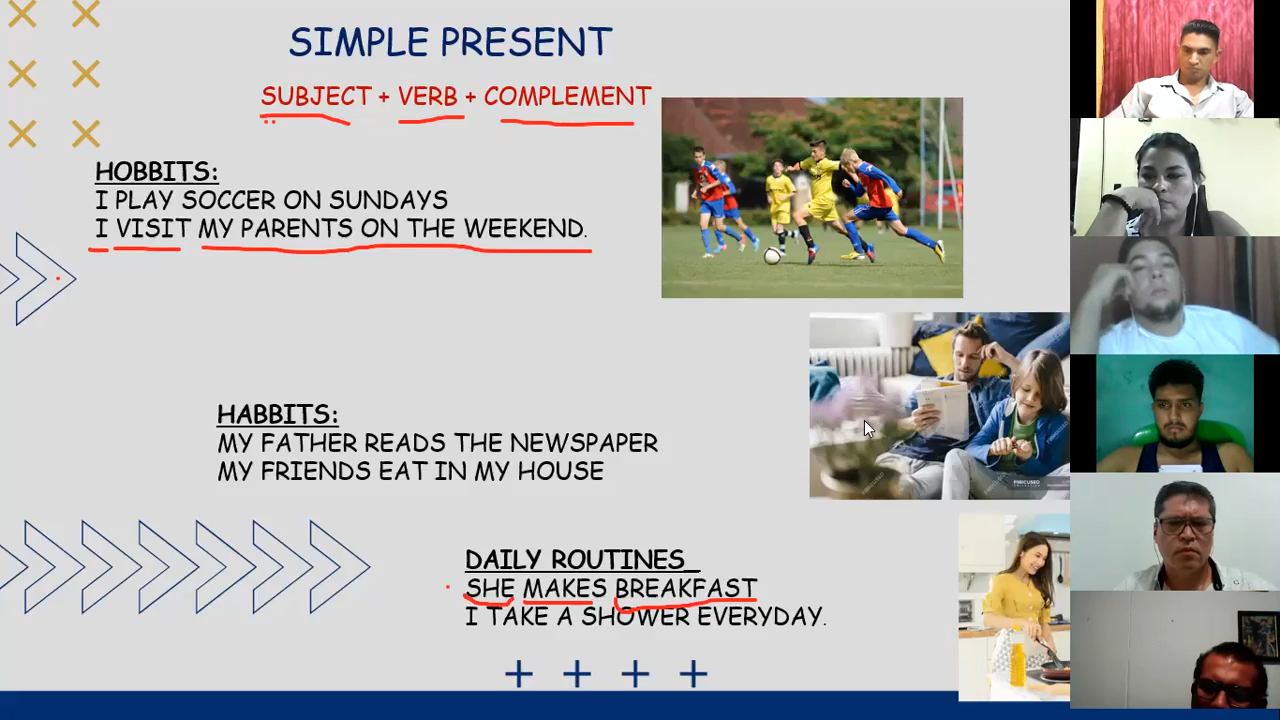 SIMPLE PRESENT
SUBJECT + VERB + COMPLEMENT
HOBBITS:
I PLAY SOCCER ON SUNDAYS
I VISIT MY PARENTS ON THE WEEKEND.
HABBITS:
MY FATHER READS THE NEWSPAPER
MY FRIENDS EAT IN MY HOUSE
DAILY ROUTINES_
SHE MAKES BREAKFAST
I TAKE A SHOWER EVERYDAY.